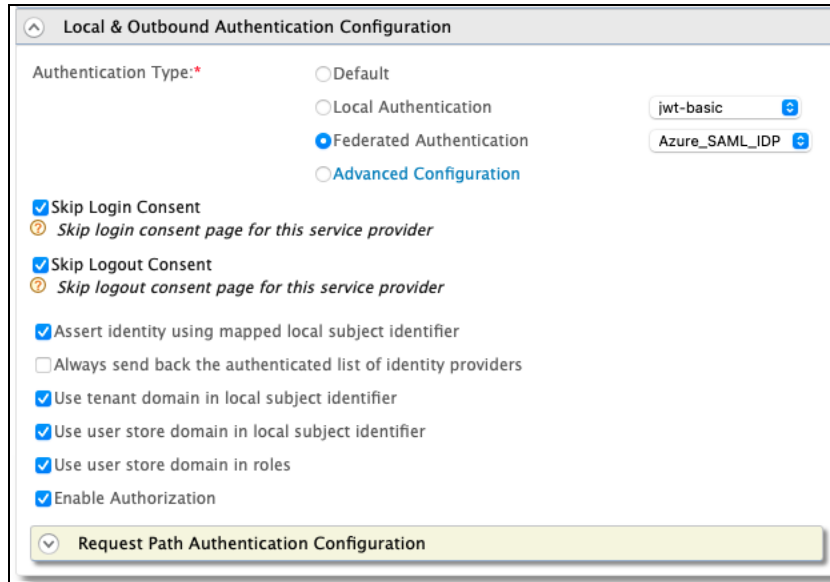 Local & Outbound Authentication Configuration
Authentication Type:* Default
Local Authentication jwt-basic
Federated Authentication Azure_SAML_IDP
Advanced Configuration
Skip Login Consent
? Skip login consent page for this service provider
Skip Logout Consent
? Skip logout consent page for this service provider
Assert identity using mapped local subject identifier
Always send back the authenticated list of identity providers
Use tenant domain in local subject identifier
Use user store domain in local subject identifier
Use user store domain in roles
Enable Authorization
Request Path Authentication Configuration